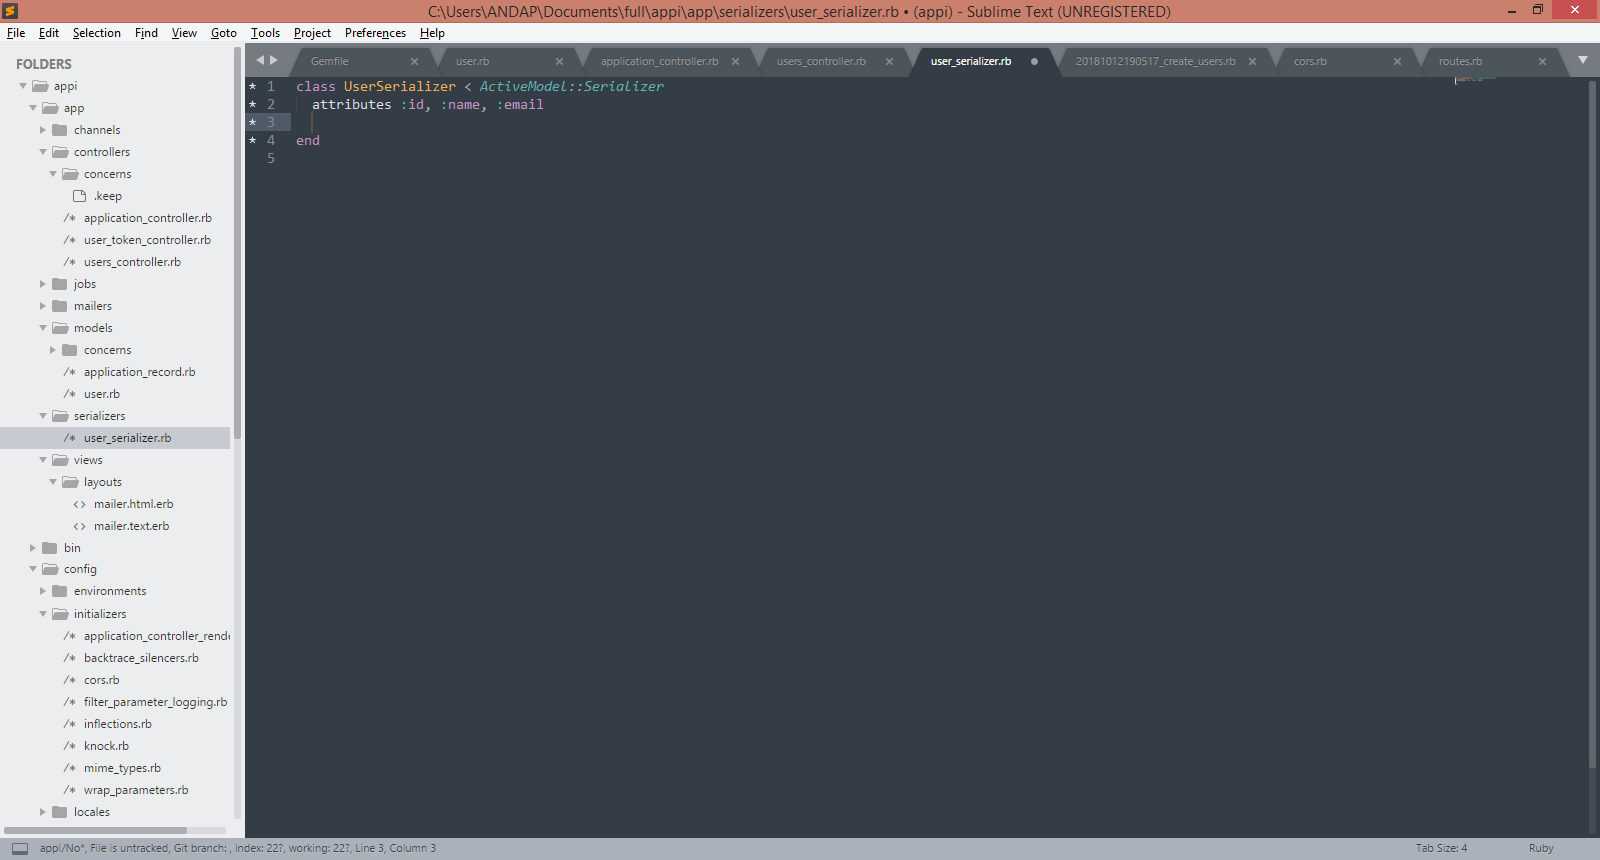 C:\Users\ANDAP\Documents\full\appi\app\serializers\user_serializer.rb • (appi) - Sublime Text (UNREGISTERED)
File Edit Selection Find View Goto Tools Project Preferences Help
FOLDERS
appi
app
channels
controllers
concerns
.keep
/* application_controller.rb
/* user_token_controller.rb
/* users_controller.rb
jobs
mailers
models
concerns
/* application_record.rb
/* user.rb
serializers
/* user_serializer.rb
views
layouts
<> mailer.html.erb
<> mailer.text.erb
bin
config
environments
initializers
/* application_controller_rende
/* backtrace_silencers.rb
/* cors.rb
/* filter_parameter_logging.rb
/* inflections.rb
/* knock.rb
/* mime_types.rb
/* wrap_parameters.rb
locales
Gemfile user.rb application_controller.rb users_controller.rb user_serializer.rb 20181012190517_create_users.rb cors.rb routes.rb
* 1 class UserSerializer < ActiveModel::Serializer
* 2 attributes :id, :name, :email
* 3
* 4 end
5
appi/No*, File is untracked, Git branch: , index: 22?, working: 22?, Line 3, Column 3 Tab Size: 4 Ruby